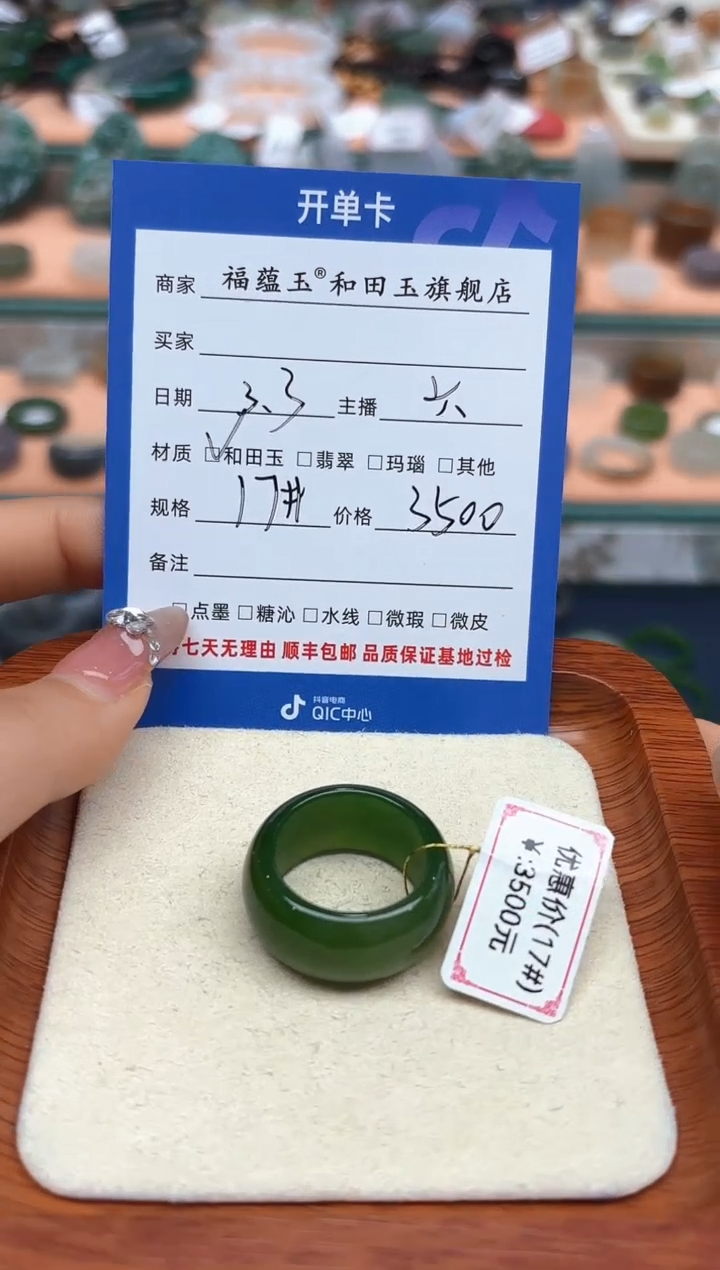 开单卡
商家 福蕴玉®和田玉旗舰店
买家
日期 3.3 主播 六
材质 ☑和田玉 □翡翠 □玛瑙 □其他
规格 17# 价格 3500
备注
□点墨 □糖沁 □水线 □微瑕 □微皮
七天无理由 顺丰包邮 品质保证基地过检
抖音电商
QIC中心
优惠价(17#)
¥:3500元